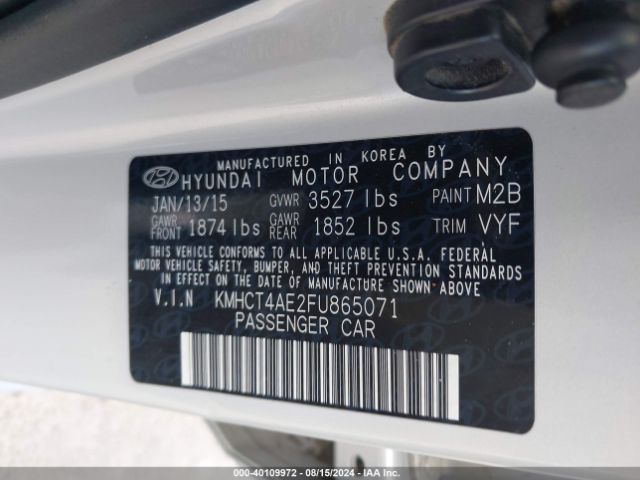 MANUFACTURED IN KOREA BY
HYUNDAI MOTOR COMPANY
JAN/13/15 GVWR 3527 lbs PAINT M2B
GAWR FRONT 1874 lbs GAWR REAR 1852 lbs TRIM VYF
THIS VEHICLE CONFORMS TO ALL APPLICABLE U.S.A. FEDERAL
MOTOR VEHICLE SAFETY, BUMPER, AND THEFT PREVENTION STANDARDS
IN EFFECT ON THE DATE OF MANUFACTURE SHOWN ABOVE
V.I.N KMHCT4AE2FU865071
PASSENGER CAR
000-40109972 - 08/15/2024 - IAA Inc.